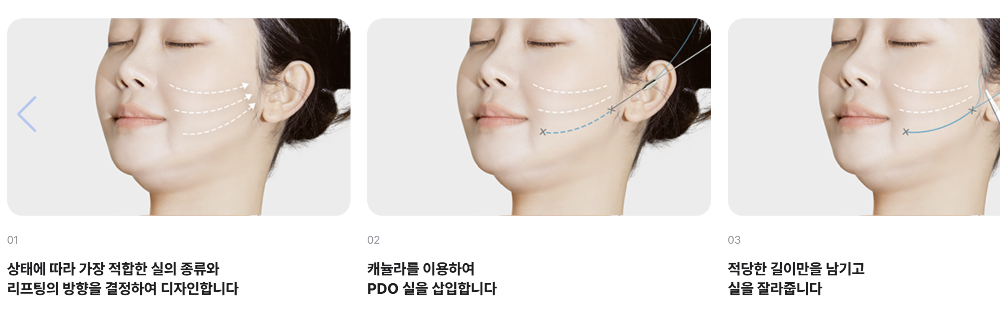 01
상태에 따라 가장 적합한 실의 종류와
리프팅의 방향을 결정하여 디자인합니다
02
캐뉼라를 이용하여
PDO 실을 삽입합니다
03
적당한 길이만을 남기고
실을 잘라줍니다